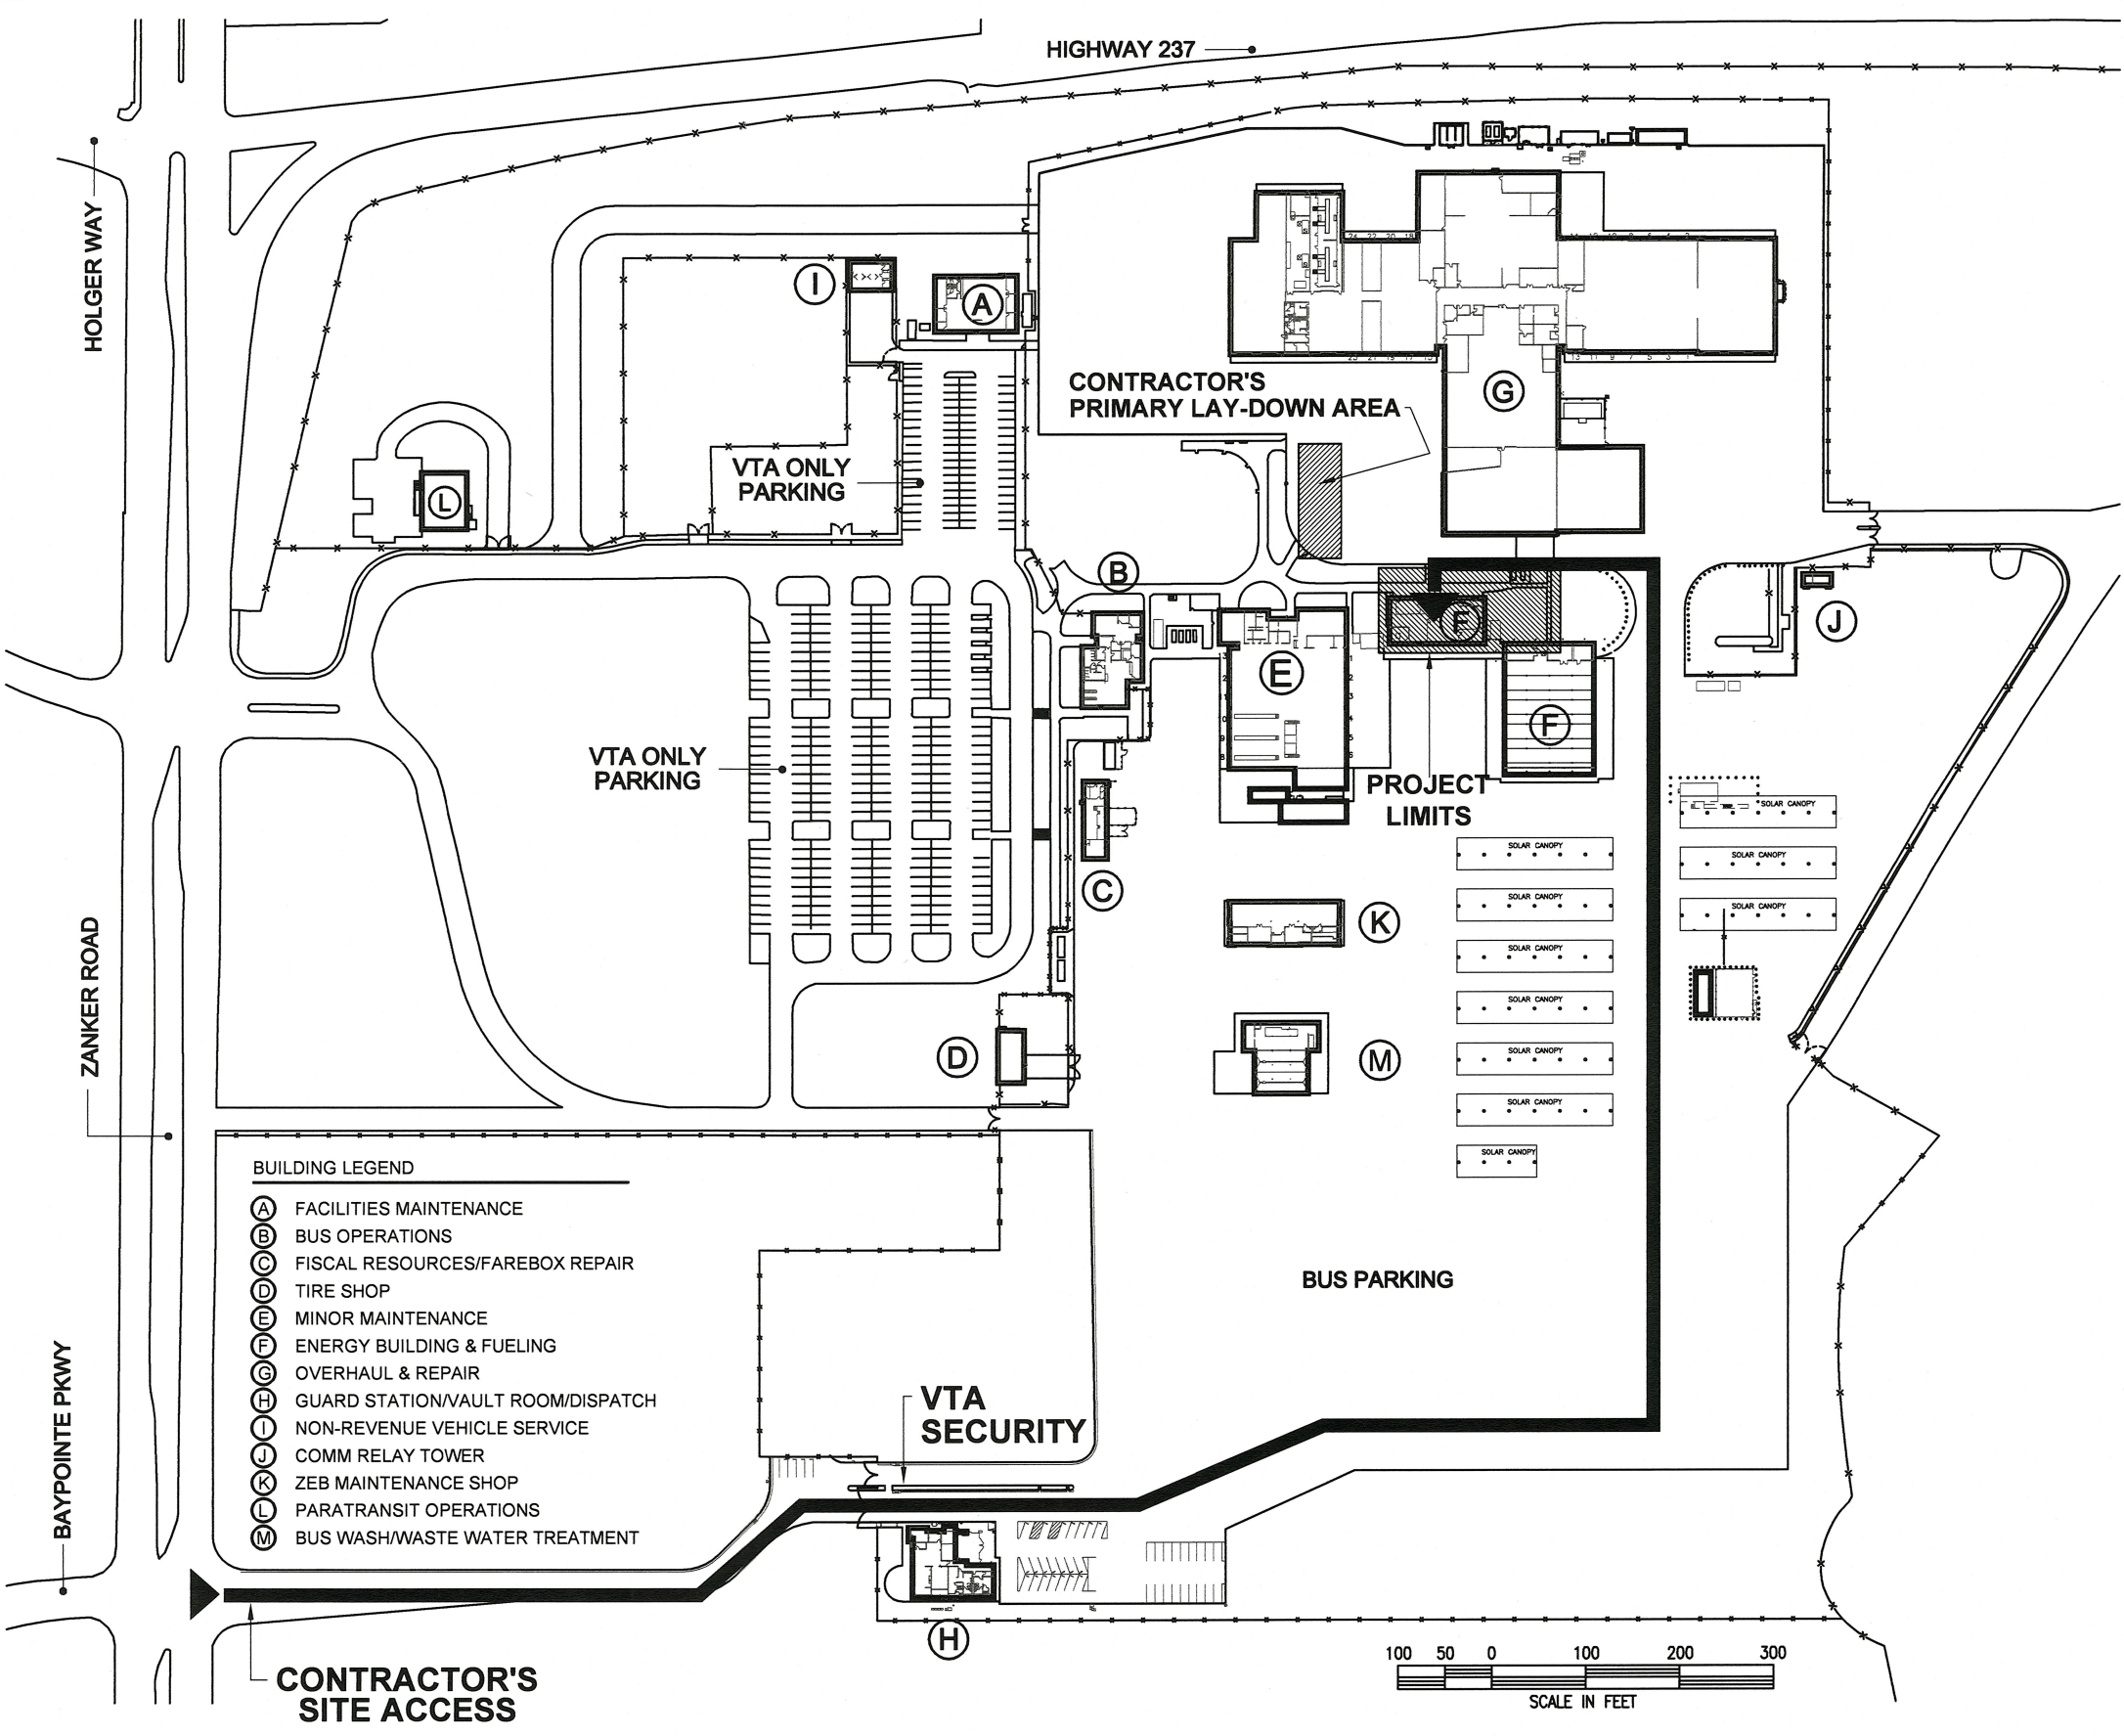 HIGHWAY 237
HOLGER WAY
I
A
CONTRACTOR'S
PRIMARY LAY-DOWN AREA
G
VTA ONLY
PARKING
L
B
F
J
E
F
VTA ONLY
PARKING
PROJECT
LIMITS
SOLAR CANOPY
SOLAR CANOPY
SOLAR CANOPY
SOLAR CANOPY
SOLAR CANOPY
SOLAR CANOPY
SOLAR CANOPY
SOLAR CANOPY
SOLAR CANOPY
SOLAR CANOPY
C
K
ZANKER ROAD
D
M
BUILDING LEGEND
A FACILITIES MAINTENANCE
B BUS OPERATIONS
C FISCAL RESOURCES/FAREBOX REPAIR
D TIRE SHOP
E MINOR MAINTENANCE
F ENERGY BUILDING & FUELING
G OVERHAUL & REPAIR
H GUARD STATION/VAULT ROOM/DISPATCH
I NON-REVENUE VEHICLE SERVICE
J COMM RELAY TOWER
K ZEB MAINTENANCE SHOP
L PARATRANSIT OPERATIONS
M BUS WASH/WASTE WATER TREATMENT
BUS PARKING
BAYPOINTE PKWY
VTA
SECURITY
H
CONTRACTOR'S
SITE ACCESS
100 50 0 100 200 300
SCALE IN FEET